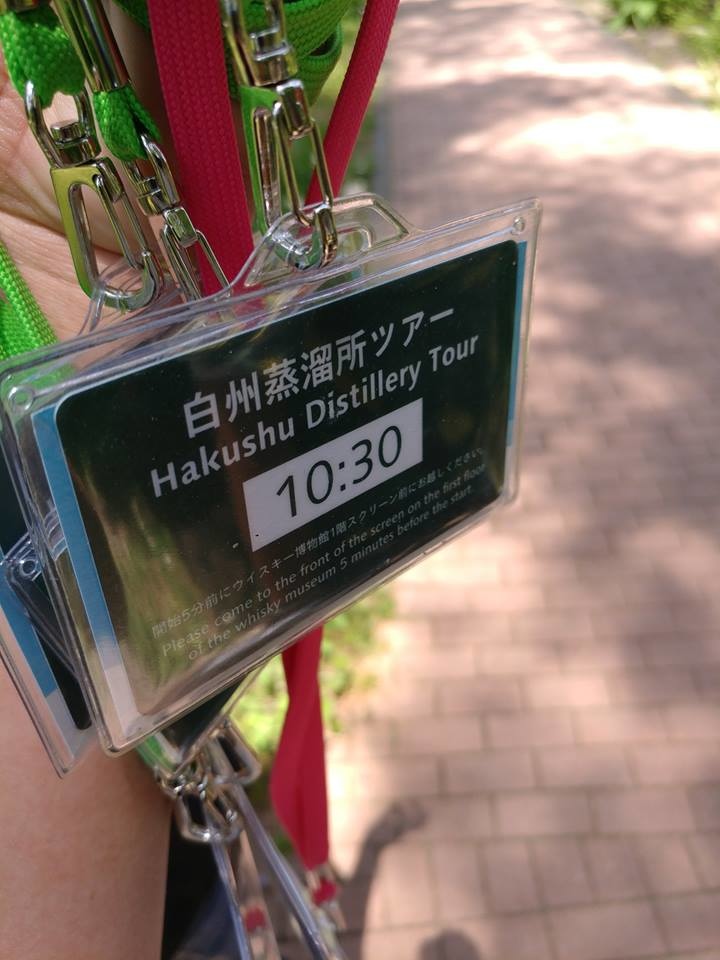 白州蒸溜所ツアー
Hakushu Distillery Tour
10:30
開始5分前にウイスキー博物館1階スクリーン前にお越しください。
Please come to the front of the screen on the first floor
of the whisky museum 5 minutes before the start.